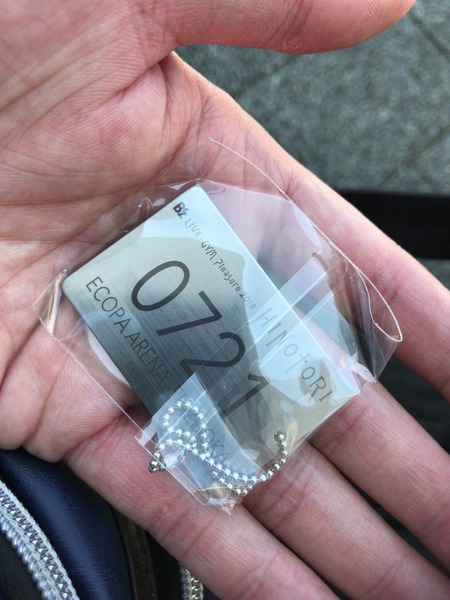 B'z LIVE-GYM Pleasure 2018 HINOTORI
0721
ECOPA ARENA